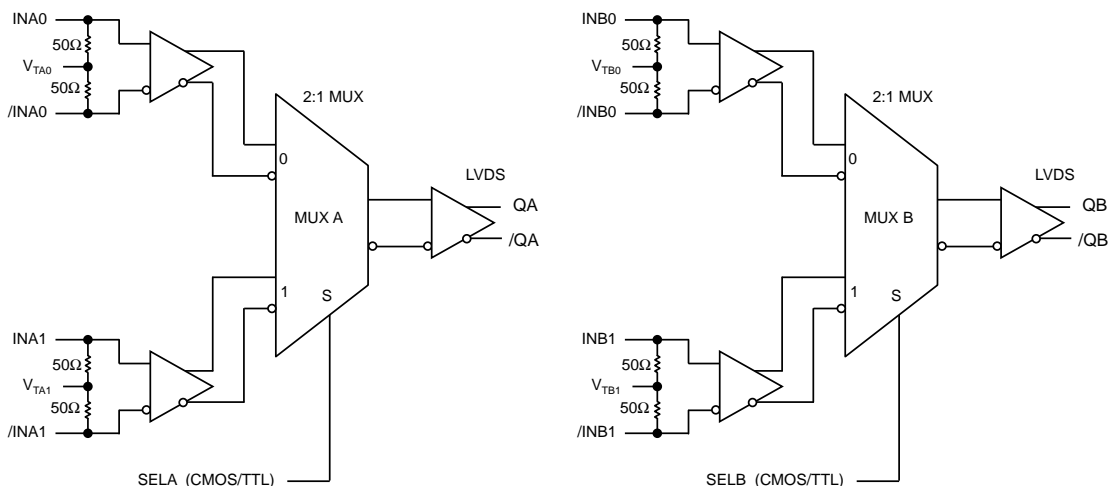 INA0
50Ω
VTA0
50Ω
/INA0
2:1 MUX
0
MUX A
LVDS
QA
/QA
1
S
INA1
50Ω
VTA1
50Ω
/INA1
SELA (CMOS/TTL)
INB0
50Ω
VTB0
50Ω
/INB0
2:1 MUX
0
MUX B
LVDS
QB
/QB
1
S
INB1
50Ω
VTB1
50Ω
/INB1
SELB (CMOS/TTL)